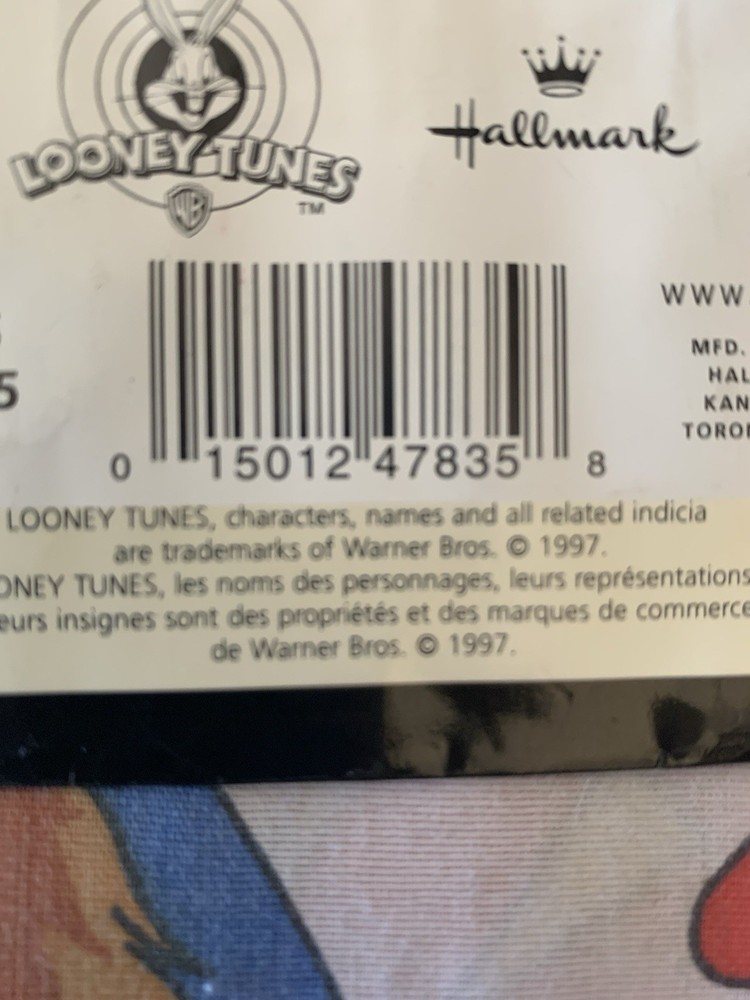 LOONEY TUNES
WB
TM
Hallmark
WWW
5
MFD.
HAL
KAN
TORO
0 15012 47835 8
LOONEY TUNES, characters, names and all related indicia
are trademarks of Warner Bros. © 1997.
ONEY TUNES, les noms des personnages, leurs représentations
eurs insignes sont des propriétés et des marques de commerce
de Warner Bros. © 1997.